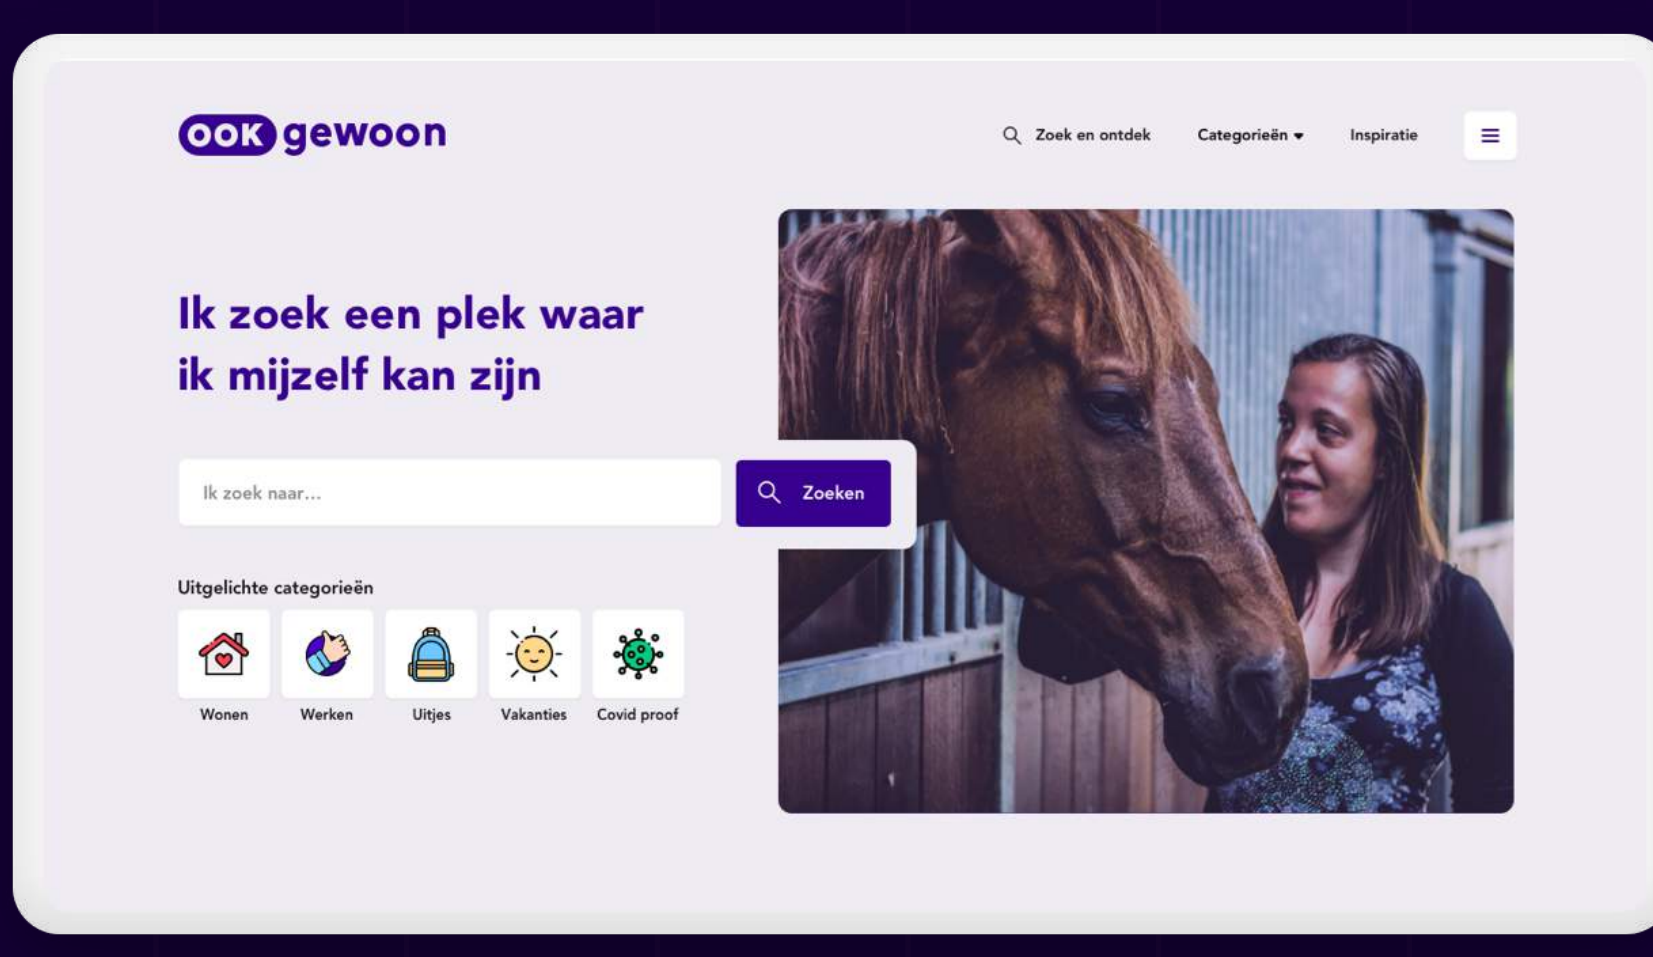 OOK gewoon
Zoek en ontdek
Categorieën
Inspiratie
Ik zoek een plek waar
ik mijzelf kan zijn
Ik zoek naar...
Zoeken
Uitgelichte categorieën
Wonen
Werken
Uitjes
Vakanties
Covid proof